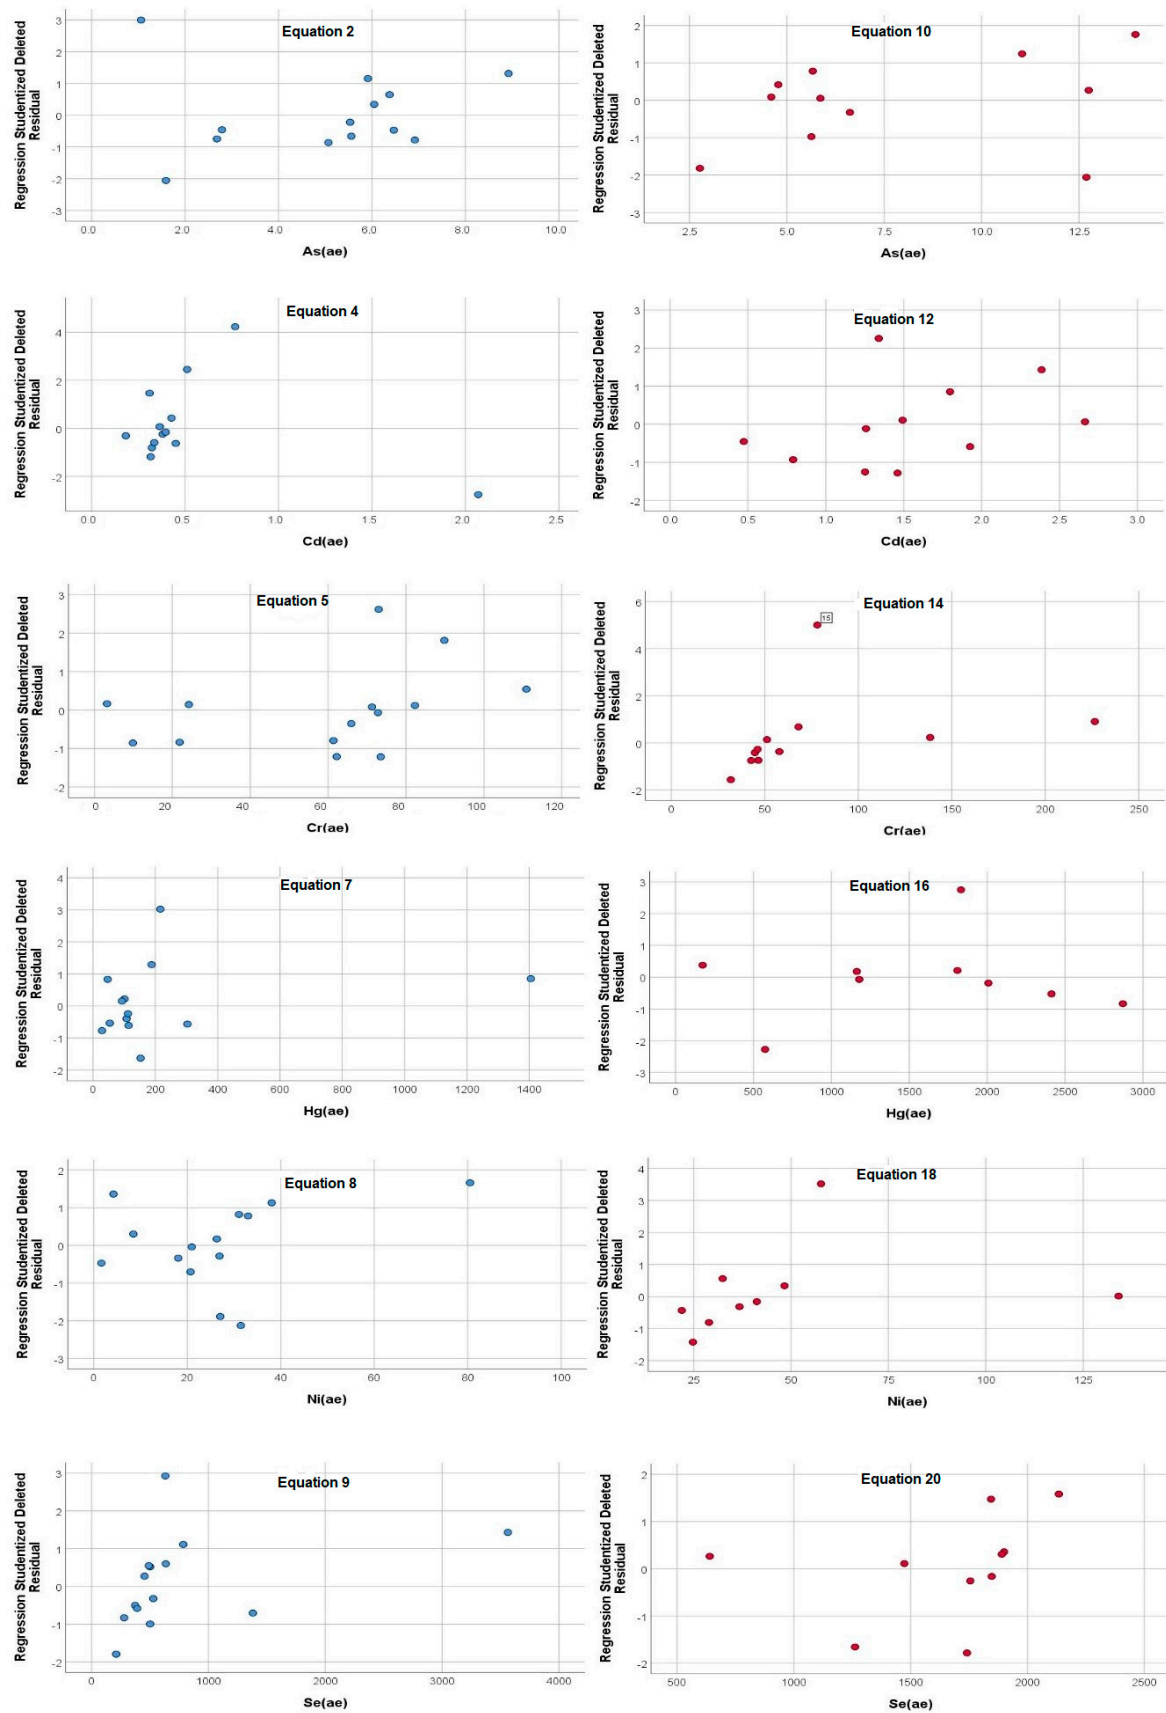 Equation 2
Regression Studentized Deleted
Residual
3
2
1
0
-1
-2
-3
0.0 2.0 4.0 6.0 8.0 10.0
As(ae)
Equation 10
Regression Studentized Deleted
Residual
2
1
0
-1
-2
-3
2.5 5.0 7.5 10.0 12.5
As(ae)
Equation 4
Regression Studentized Deleted
Residual
4
2
0
-2
0.0 0.5 1.0 1.5 2.0 2.5
Cd(ae)
Equation 12
Regression Studentized Deleted
Residual
3
2
1
0
-1
-2
0.0 0.5 1.0 1.5 2.0 2.5 3.0
Cd(ae)
Equation 5
Regression Studentized Deleted
Residual
3
2
1
0
-1
-2
0 20 40 60 80 100 120
Cr(ae)
Equation 14
Regression Studentized Deleted
Residual
6
4
2
0
-2
15
0 50 100 150 200 250
Cr(ae)
Equation 7
Regression Studentized Deleted
Residual
4
3
2
1
0
-1
-2
0 200 400 600 800 1000 1200 1400
Hg(ae)
Equation 16
Regression Studentized Deleted
Residual
3
2
1
0
-1
-2
-3
0 500 1000 1500 2000 2500 3000
Hg(ae)
Equation 8
Regression Studentized Deleted
Residual
2
1
0
-1
-2
-3
0 20 40 60 80 100
Ni(ae)
Equation 18
Regression Studentized Deleted
Residual
4
3
2
1
0
-1
-2
25 50 75 100 125
Ni(ae)
Equation 9
Regression Studentized Deleted
Residual
3
2
1
0
-1
-2
0 1000 2000 3000 4000
Se(ae)
Equation 20
Regression Studentized Deleted
Residual
2
1
0
-1
-2
500 1000 1500 2000 2500
Se(ae)